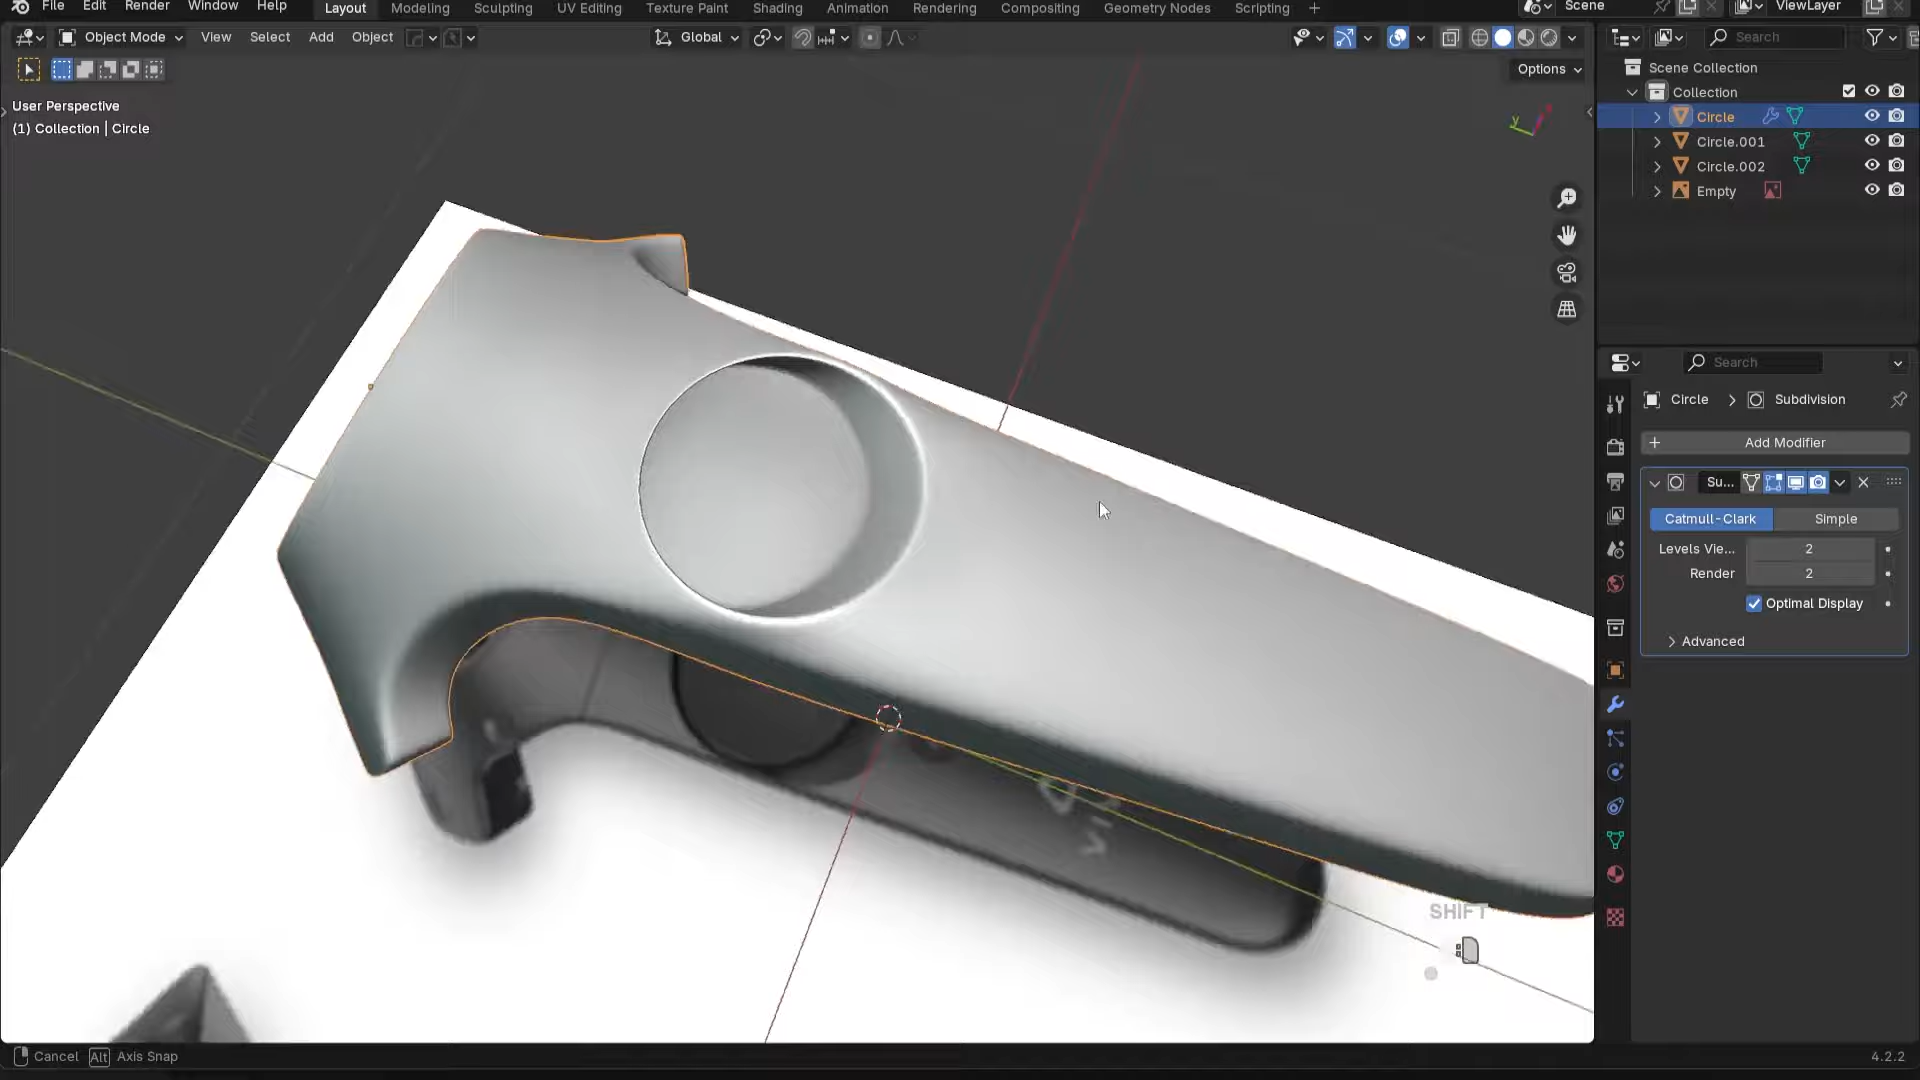 File Edit Render Window Help Layout Modeling Sculpting UV Editing Texture Paint Shading Animation Rendering Compositing Geometry Nodes Scripting + Scene ViewLayer
Object Mode View Select Add Object Global Search
Options
User Perspective
(1) Collection | Circle
Scene Collection
Collection
Circle
Circle.001
Circle.002
Empty
Y
Search
Circle > Subdivision
+ Add Modifier
Su...
Catmull-Clark Simple
Levels Vie... 2
Render 2
Optimal Display
Advanced
SHIFT
Cancel Alt Axis Snap 4.2.2